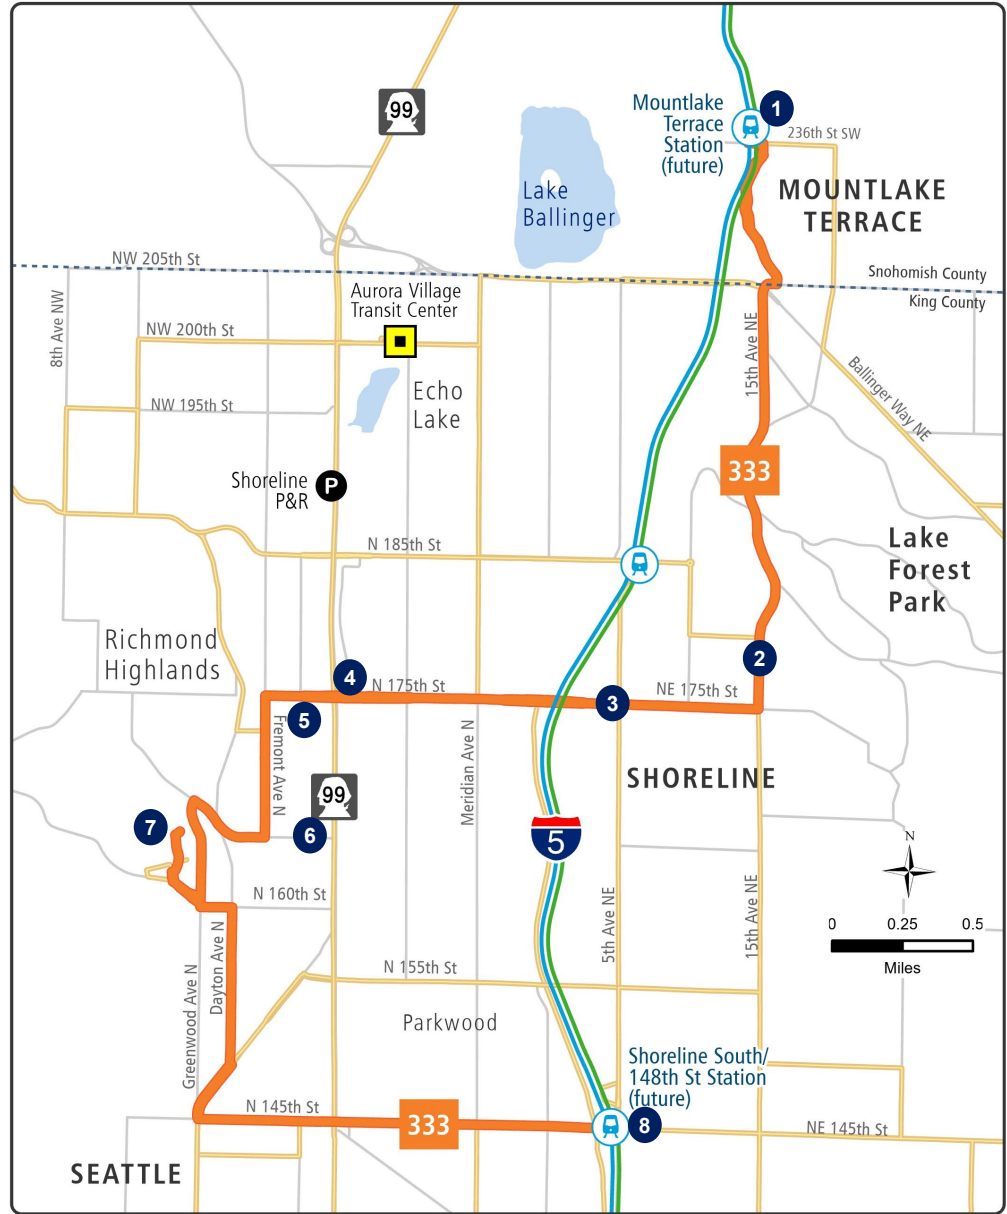 99
Mountlake
Terrace
Station
(future)
1
236th St SW
Lake
Ballinger
MOUNTLAKE
TERRACE
NW 205th St
Snohomish County
King County
8th Ave NW
Aurora Village
Transit Center
NW 200th St
15th Ave NE
Ballinger Way NE
Echo
Lake
NW 195th St
333
Shoreline
P&R
P
N 185th St
Lake
Forest
Park
Richmond
Highlands
2
4
N 175th St
NE 175th St
3
5
Fremont Ave N
Meridian Ave N
SHORELINE
99
7
6
5
N
N 160th St
5th Ave NE
15th Ave NE
0 0.25 0.5
Miles
Dayton Ave N
Greenwood Ave N
N 155th St
Parkwood
Shoreline South/
148th St Station
(future)
N 145th St
333
8
NE 145th St
SEATTLE